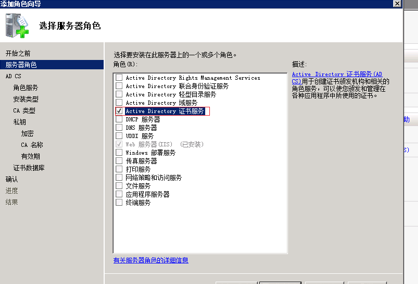 添加角色向导
选择服务器角色
开始之前
服务器角色
AD CS
角色服务
安装类型
CA 类型
私钥
加密
CA 名称
有效期
证书数据库
确认
进度
结果
选择要安装在此服务器上的一个或多个角色。
角色(R):
Active Directory Rights Management Services
Active Directory 联合身份验证服务
Active Directory 轻型目录服务
Active Directory 域服务
Active Directory 证书服务
DHCP 服务器
DNS 服务器
UDDI 服务
Web 服务器(IIS) (已安装)
Windows 部署服务
传真服务器
打印服务
网络策略和访问服务
文件服务
应用程序服务器
终端服务
有关服务器角色的详细信息
描述:
Active Directory 证书服务(AD
CS)用于创建证书颁发机构和相关的
角色服务，可以使您颁发和管理在
各种应用程序中所使用的证书。
助